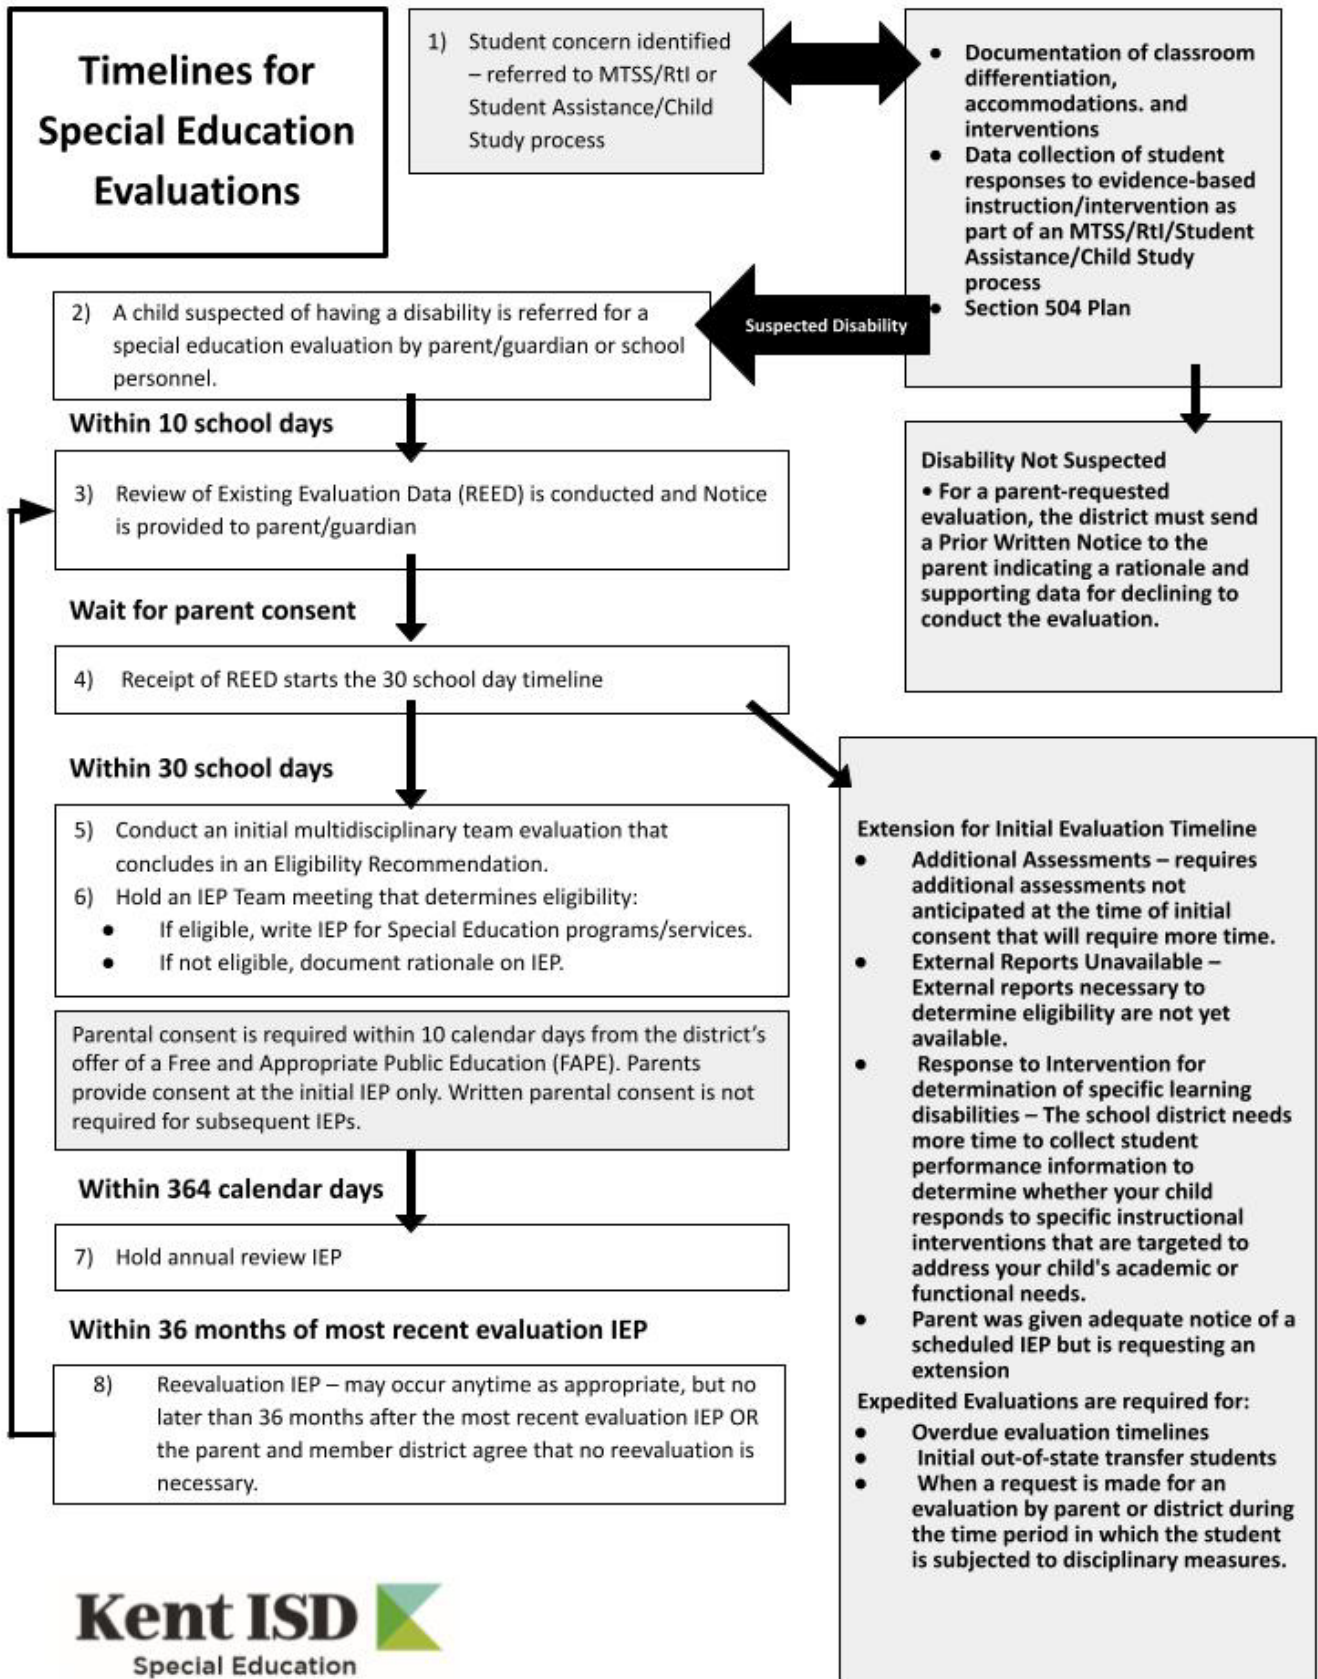 Timelines for
Special Education
Evaluations
1) Student concern identified
– referred to MTSS/RtI or
Student Assistance/Child
Study process
● Documentation of classroom
differentiation,
accommodations. and
interventions
● Data collection of student
responses to evidence-based
instruction/intervention as
part of an MTSS/RtI/Student
Assistance/Child Study
process
● Section 504 Plan
Suspected Disability
2) A child suspected of having a disability is referred for a
special education evaluation by parent/guardian or school
personnel.
Within 10 school days
3) Review of Existing Evaluation Data (REED) is conducted and Notice
is provided to parent/guardian
Disability Not Suspected
• For a parent-requested
evaluation, the district must send
a Prior Written Notice to the
parent indicating a rationale and
supporting data for declining to
conduct the evaluation.
Wait for parent consent
4) Receipt of REED starts the 30 school day timeline
Within 30 school days
5) Conduct an initial multidisciplinary team evaluation that
concludes in an Eligibility Recommendation.
6) Hold an IEP Team meeting that determines eligibility:
● If eligible, write IEP for Special Education programs/services.
● If not eligible, document rationale on IEP.
Parental consent is required within 10 calendar days from the district's
offer of a Free and Appropriate Public Education (FAPE). Parents
provide consent at the initial IEP only. Written parental consent is not
required for subsequent IEPs.
Within 364 calendar days
7) Hold annual review IEP
Within 36 months of most recent evaluation IEP
8) Reevaluation IEP – may occur anytime as appropriate, but no
later than 36 months after the most recent evaluation IEP OR
the parent and member district agree that no reevaluation is
necessary.
Extension for Initial Evaluation Timeline
● Additional Assessments – requires
additional assessments not
anticipated at the time of initial
consent that will require more time.
● External Reports Unavailable –
External reports necessary to
determine eligibility are not yet
available.
● Response to Intervention for
determination of specific learning
disabilities – The school district needs
more time to collect student
performance information to
determine whether your child
responds to specific instructional
interventions that are targeted to
address your child's academic or
functional needs.
● Parent was given adequate notice of a
scheduled IEP but is requesting an
extension
Expedited Evaluations are required for:
● Overdue evaluation timelines
● Initial out-of-state transfer students
● When a request is made for an
evaluation by parent or district during
the time period in which the student
is subjected to disciplinary measures.
Kent ISD
Special Education